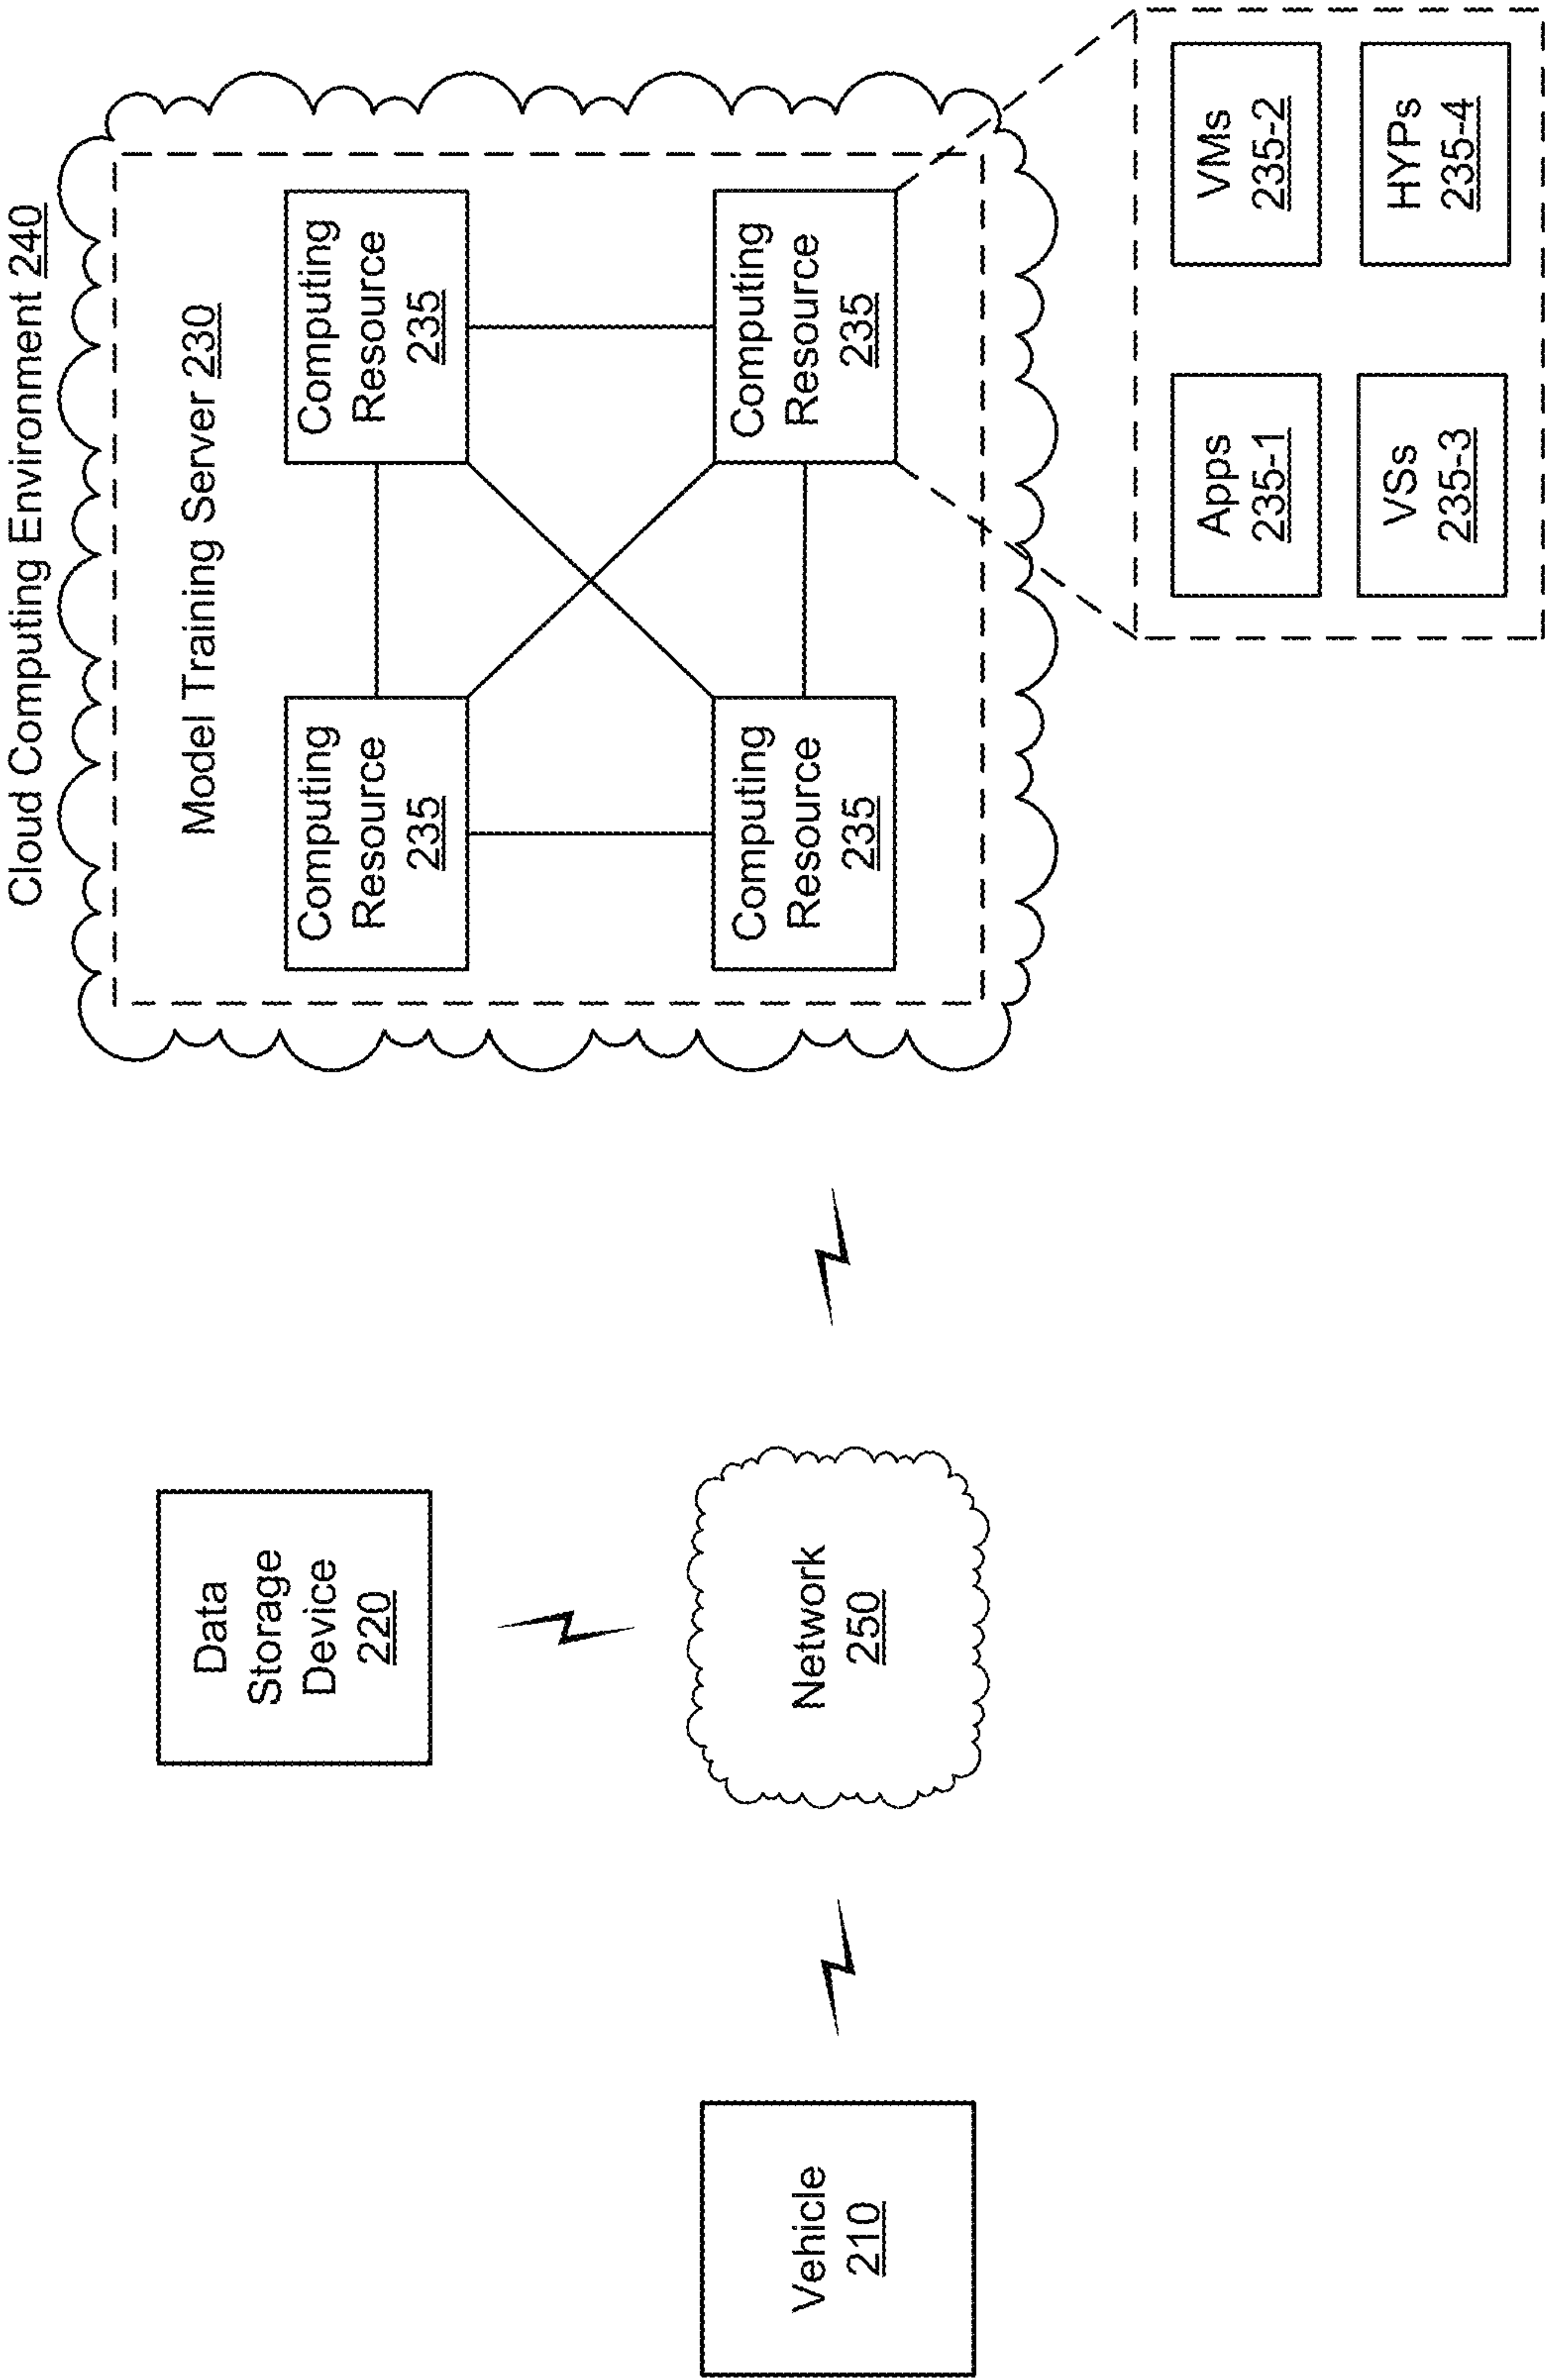 Cloud Computing Environment 240
Model Training Server 230
Computing
Resource
235
Computing
Resource
235
Computing
Resource
235
Computing
Resource
235
Data
Storage
Device
220
Vehicle
210
Network
250
Apps
235-1
VMs
235-2
VSs
235-3
HYPs
235-4